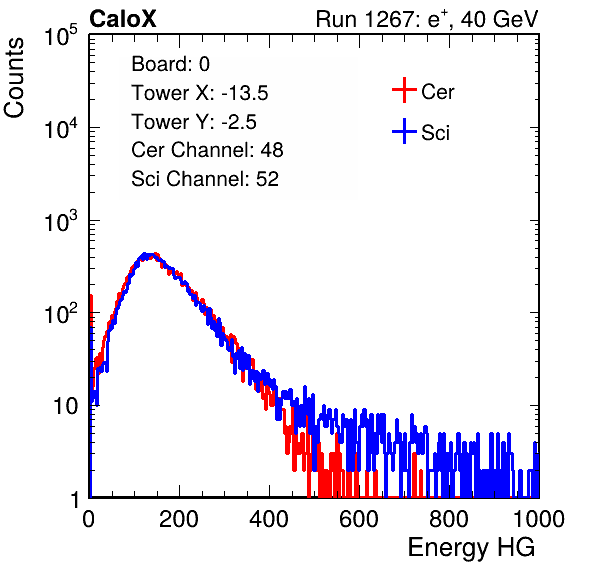 CaloX Run 1267: e⁺, 40 GeV
Counts
Board: 0
Tower X: -13.5
Tower Y: -2.5
Cer Channel: 48
Sci Channel: 52
Cer
Sci
10⁵
10⁴
10³
10²
10
1
0 200 400 600 800 1000
Energy HG